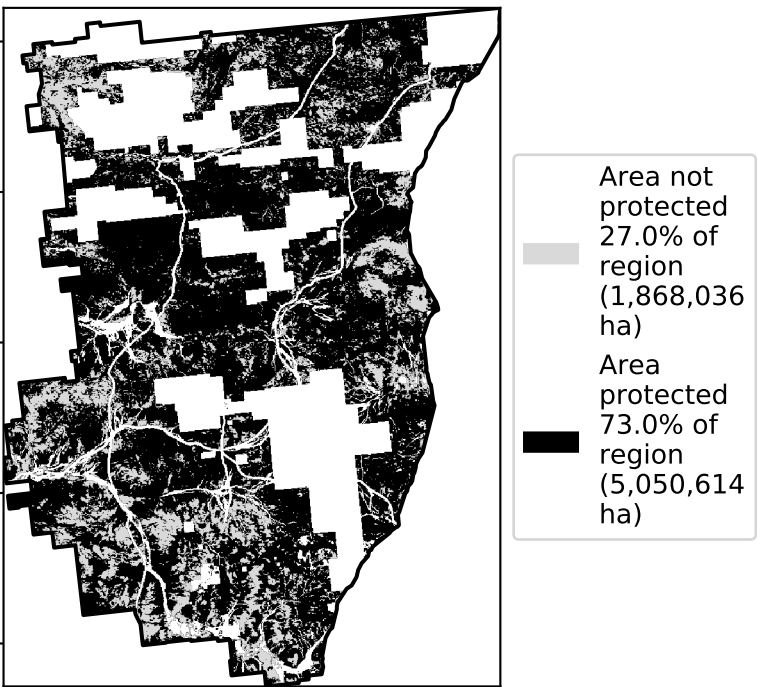 Area not
protected
27.0% of
region
(1,868,036
ha)
Area
protected
73.0% of
region
(5,050,614
ha)